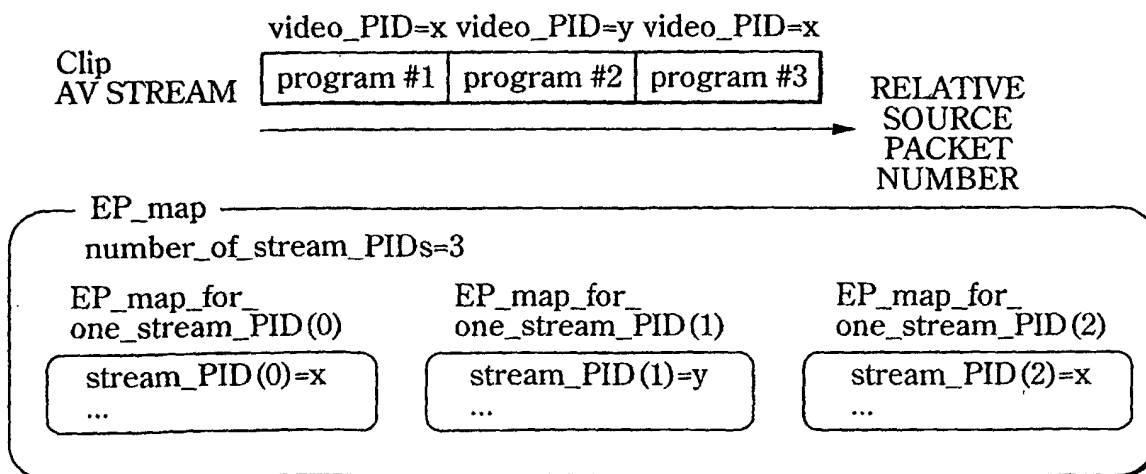 video_PID=x video_PID=y video_PID=x
Clip
AV STREAM
program #1 program #2 program #3
RELATIVE
SOURCE
PACKET
NUMBER
EP_map
number_of_stream_PIDs=3
EP_map_for_
one_stream_PID(0)
stream_PID(0)=x
...
EP_map_for_
one_stream_PID(1)
stream_PID(1)=y
...
EP_map_for_
one_stream_PID(2)
stream_PID(2)=x
...